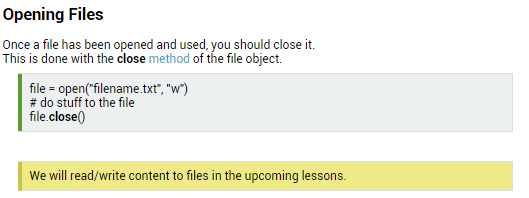 Opening Files
Once a file has been opened and used, you should close it.
This is done with the close method of the file object.
file = open("filename.txt", "w")
# do stuff to the file
file.close()
We will read/write content to files in the upcoming lessons.